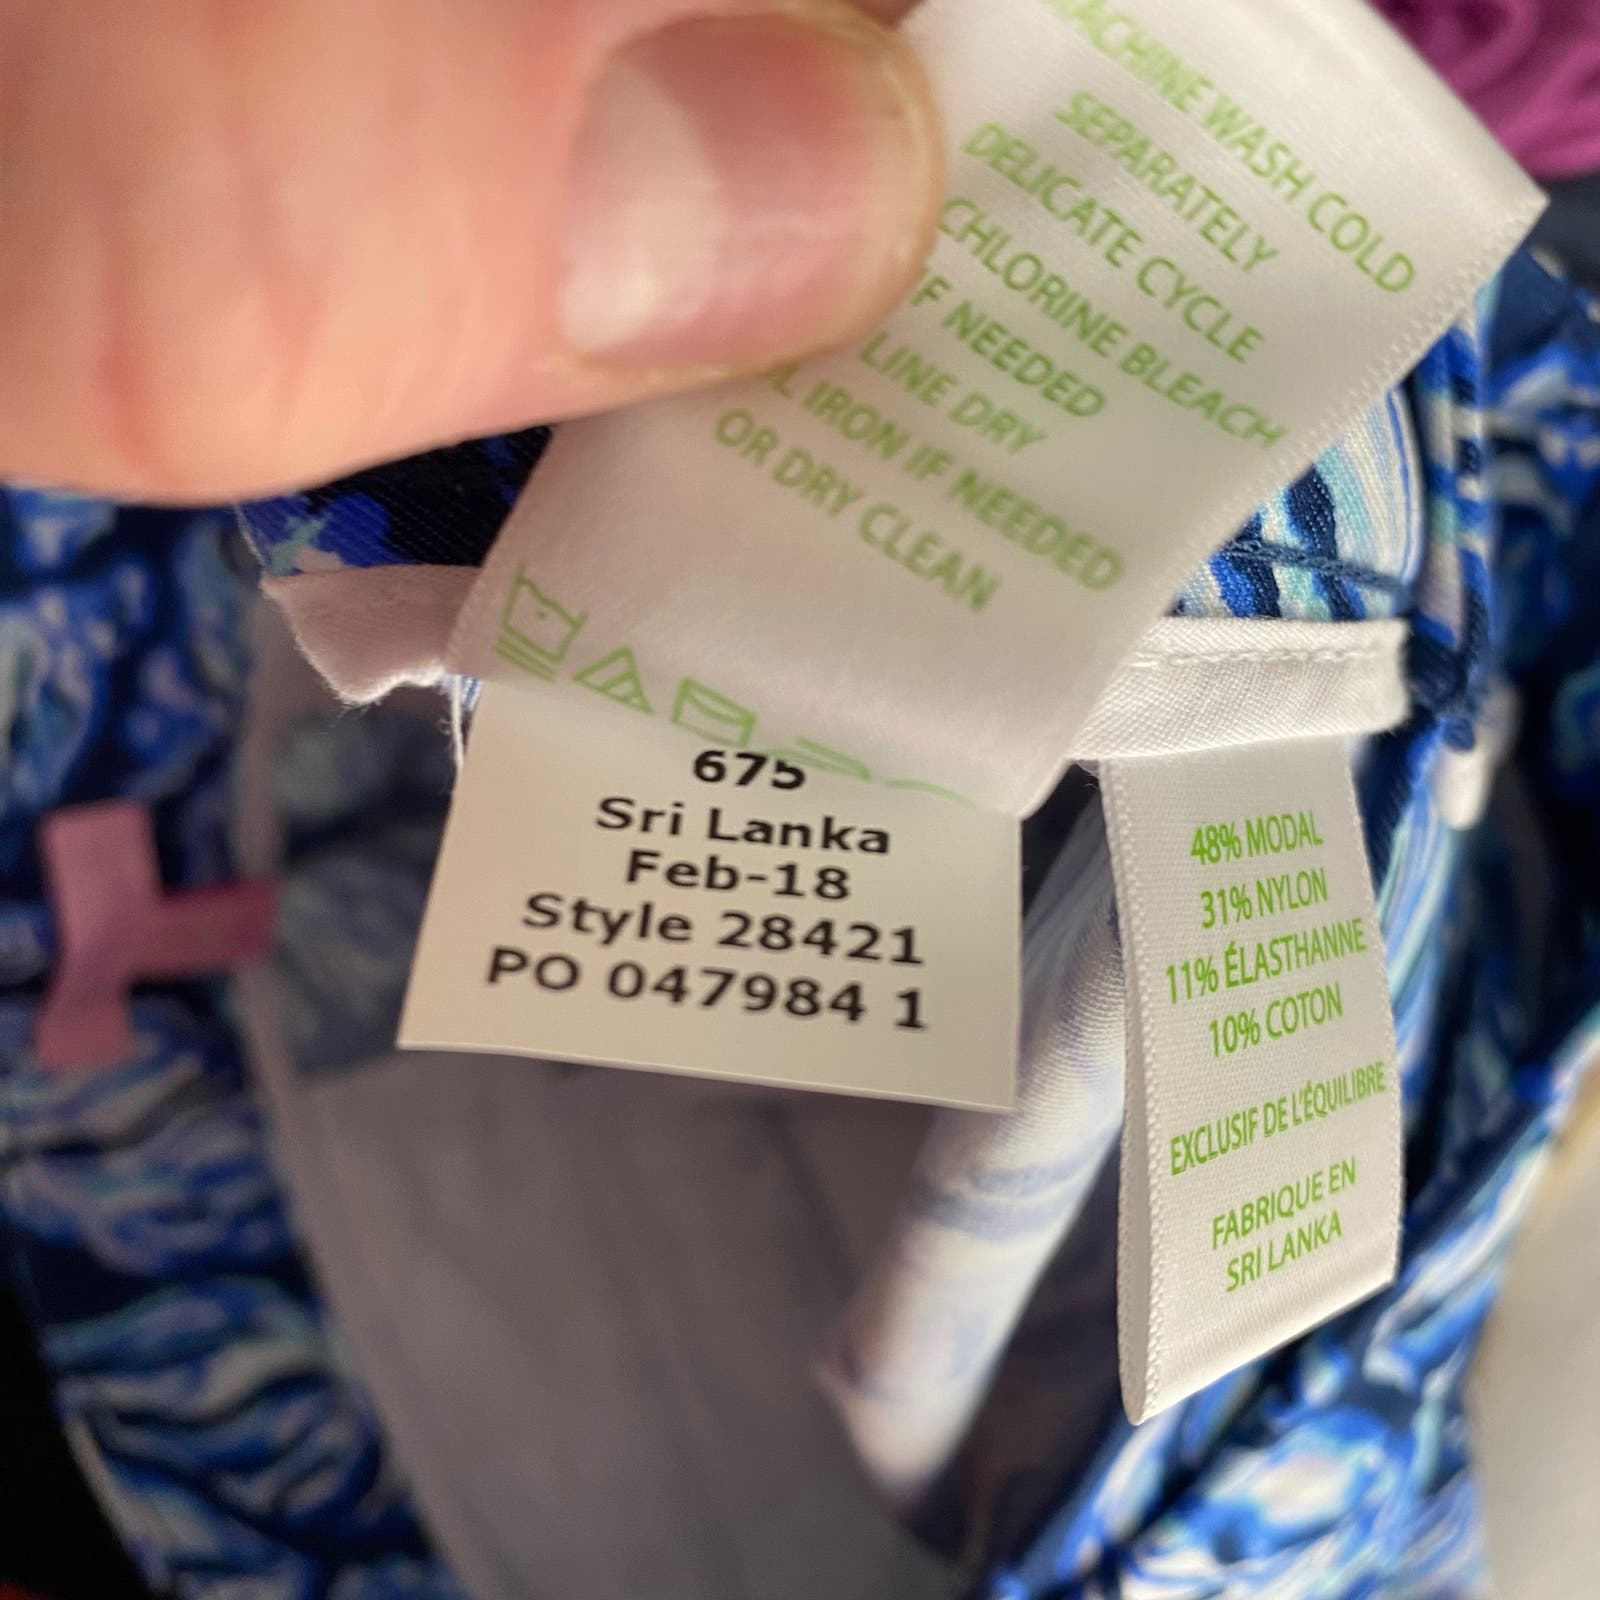 MACHINE WASH COLD
SEPARATELY
DELICATE CYCLE
CHLORINE BLEACH
IF NEEDED
LINE DRY
IRON IF NEEDED
OR DRY CLEAN
675
Sri Lanka
Feb-18
Style 28421
PO 047984 1
48% MODAL
31% NYLON
11% ÉLASTHANNE
10% COTON
EXCLUSIF DE L'ÉQUILIBRE
FABRIQUE EN
SRI LANKA